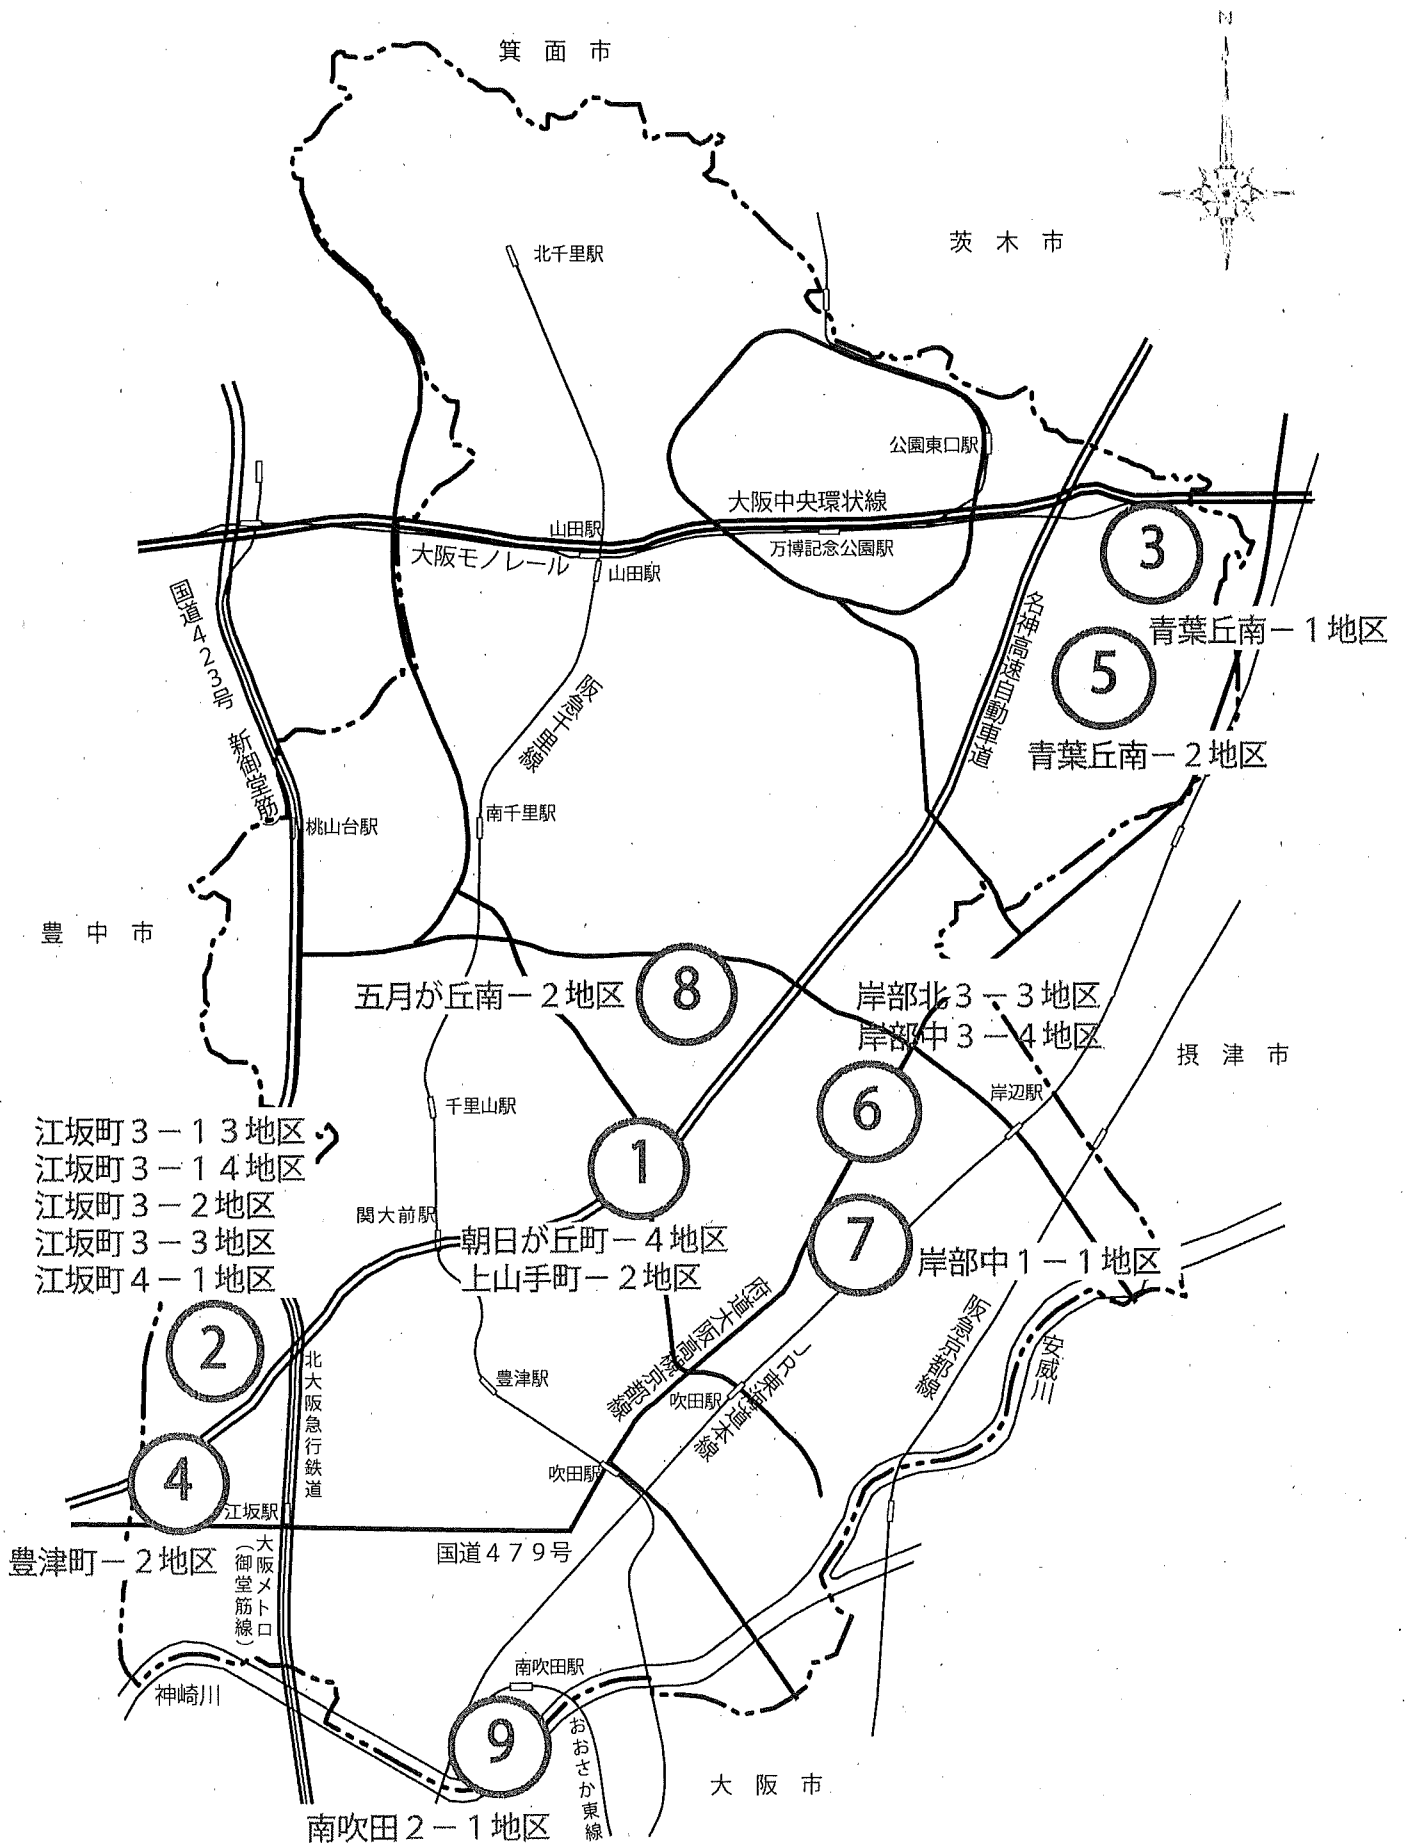 箕面市
N
茨木市
北千里駅
公園東口駅
大阪中央環状線
山田駅
万博記念公園駅
大阪モノレール
山田駅
3
青葉丘南－1地区
国道423号
名神高速自動車道
5
青葉丘南－2地区
阪急千里線
新御堂筋
南千里駅
桃山台駅
豊中市
五月が丘南－2地区
8
岸部北3－3地区
岸部中3－4地区
摂津市
6
岸辺駅
千里山駅
江坂町3－13地区
江坂町3－14地区
江坂町3－2地区
江坂町3－3地区
江坂町4－1地区
1
関大前駅
朝日が丘町－4地区
上山手町－2地区
7
岸部中1－1地区
府道大阪高槻京都線
阪急京都線
安威川
2
北大阪急行鉄道
豊津駅
吹田駅
JR東海道本線
吹田駅
4
江坂駅
豊津町－2地区
国道479号
大阪メトロ
(御堂筋線)
南吹田駅
神崎川
9
おおさか東線
大阪市
南吹田2－1地区